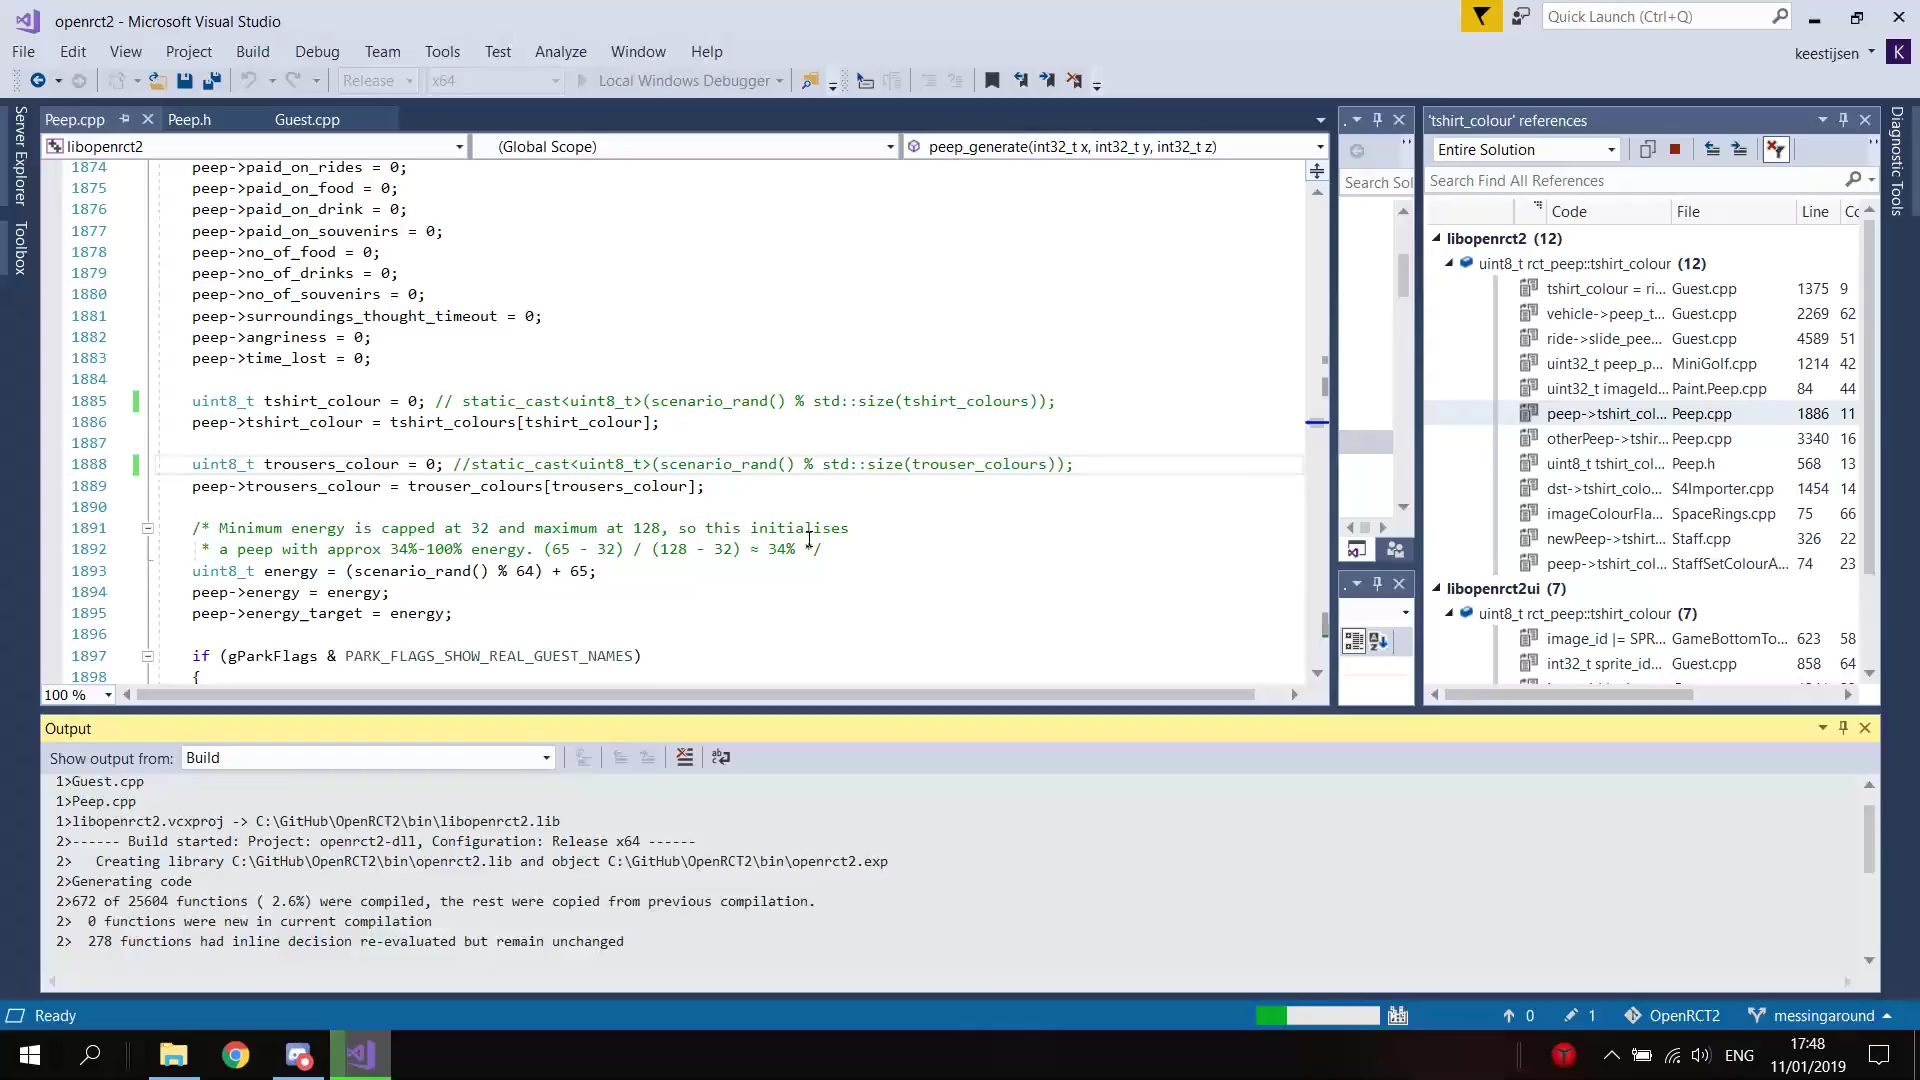 openrct2 - Microsoft Visual Studio
Quick Launch (Ctrl+Q)
File Edit View Project Build Debug Team Tools Test Analyze Window Help
keestijsen K
Release x64 Local Windows Debugger
Server Explorer
Toolbox
Peep.cpp Peep.h Guest.cpp
libopenrct2 (Global Scope) peep_generate(int32_t x, int32_t y, int32_t z)
1874 peep->paid_on_rides = 0;
1875 peep->paid_on_food = 0;
1876 peep->paid_on_drink = 0;
1877 peep->paid_on_souvenirs = 0;
1878 peep->no_of_food = 0;
1879 peep->no_of_drinks = 0;
1880 peep->no_of_souvenirs = 0;
1881 peep->surroundings_thought_timeout = 0;
1882 peep->angriness = 0;
1883 peep->time_lost = 0;
1884
1885 uint8_t tshirt_colour = 0; // static_cast<uint8_t>(scenario_rand() % std::size(tshirt_colours));
1886 peep->tshirt_colour = tshirt_colours[tshirt_colour];
1887
1888 uint8_t trousers_colour = 0; //static_cast<uint8_t>(scenario_rand() % std::size(trouser_colours));
1889 peep->trousers_colour = trouser_colours[trousers_colour];
1890
1891 /* Minimum energy is capped at 32 and maximum at 128, so this initialises
1892 * a peep with approx 34%-100% energy. (65 - 32) / (128 - 32) ≈ 34% */
1893 uint8_t energy = (scenario_rand() % 64) + 65;
1894 peep->energy = energy;
1895 peep->energy_target = energy;
1896
1897 if (gParkFlags & PARK_FLAGS_SHOW_REAL_GUEST_NAMES)
1898 {
100 %
Search Sol
'tshirt_colour' references
Entire Solution
Search Find All References
Code File Line Cc
libopenrct2 (12)
uint8_t rct_peep::tshirt_colour (12)
tshirt_colour = ri... Guest.cpp 1375 9
vehicle->peep_t... Guest.cpp 2269 62
ride->slide_pee... Guest.cpp 4589 51
uint32_t peep_p... MiniGolf.cpp 1214 42
uint32_t imageId... Paint.Peep.cpp 84 44
peep->tshirt_col... Peep.cpp 1886 11
otherPeep->tshir... Peep.cpp 3340 16
uint8_t tshirt_col... Peep.h 568 13
dst->tshirt_colo... S4Importer.cpp 1454 14
imageColourFla... SpaceRings.cpp 75 66
newPeep->tshirt... Staff.cpp 326 22
peep->tshirt_col... StaffSetColourA... 74 23
libopenrct2ui (7)
uint8_t rct_peep::tshirt_colour (7)
image_id |= SPR... GameBottomTo... 623 58
int32_t sprite_id... Guest.cpp 858 64
Diagnostic Tools
Output
Show output from: Build
1>Guest.cpp
1>Peep.cpp
1>libopenrct2.vcxproj -> C:\GitHub\OpenRCT2\bin\libopenrct2.lib
2>------ Build started: Project: openrct2-dll, Configuration: Release x64 ------
2>   Creating library C:\GitHub\OpenRCT2\bin\openrct2.lib and object C:\GitHub\OpenRCT2\bin\openrct2.exp
2>Generating code
2>672 of 25604 functions ( 2.6%) were compiled, the rest were copied from previous compilation.
2>  0 functions were new in current compilation
2>  278 functions had inline decision re-evaluated but remain unchanged
Ready 0 1 OpenRCT2 messingaround
ENG
17:48
11/01/2019